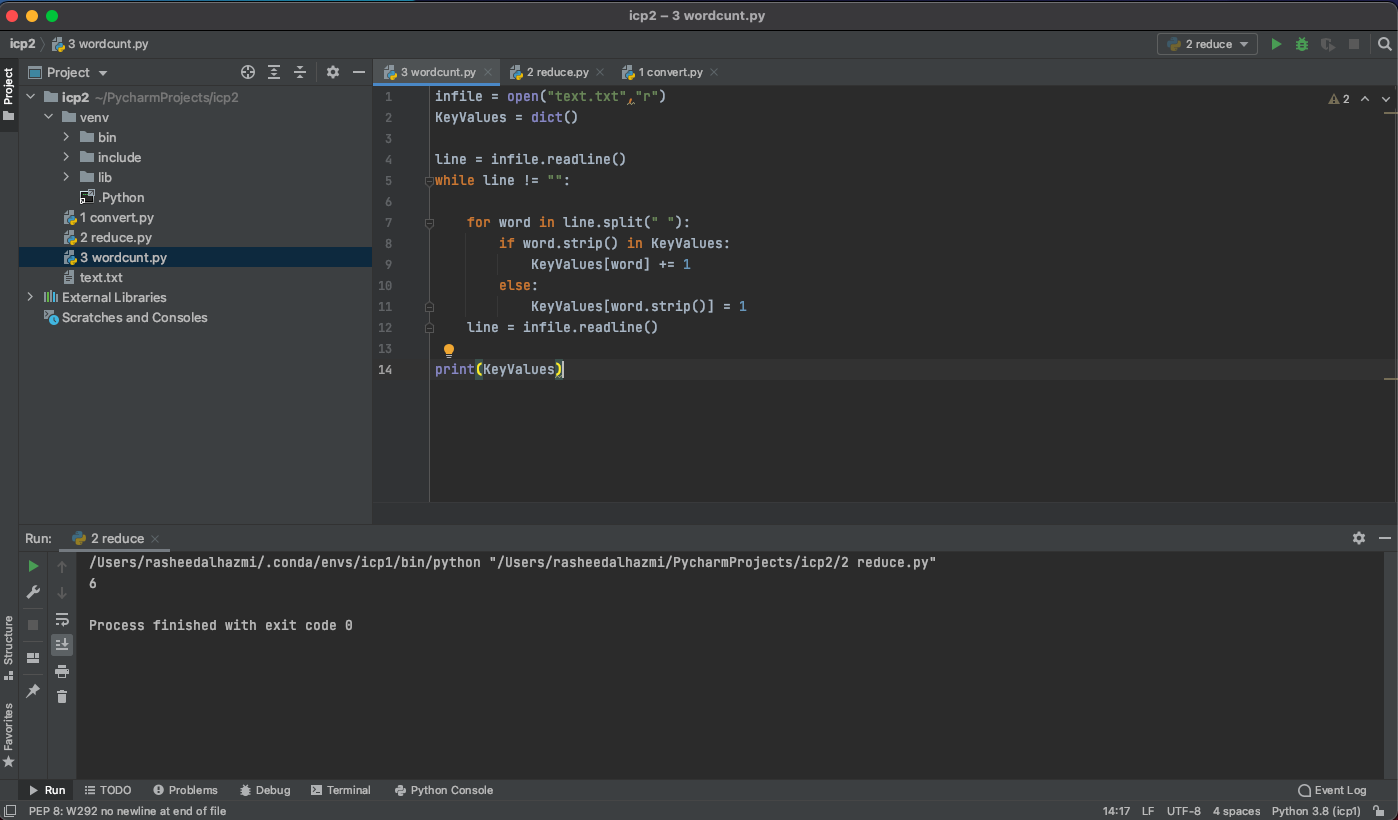 icp2 – 3 wordcunt.py
icp2 3 wordcunt.py
2 reduce
Project
Project
3 wordcunt.py
2 reduce.py
1 convert.py
icp2 ~/PycharmProjects/icp2
venv
bin
include
lib
.Python
1 convert.py
2 reduce.py
3 wordcunt.py
text.txt
External Libraries
Scratches and Consoles
2
1 infile = open("text.txt","r")
2 KeyValues = dict()
3
4 line = infile.readline()
5 while line != "":
6
7 for word in line.split(" "):
8 if word.strip() in KeyValues:
9 KeyValues[word] += 1
10 else:
11 KeyValues[word.strip()] = 1
12 line = infile.readline()
13
14 print(KeyValues)
Run: 2 reduce
/Users/rasheedalhazmi/.conda/envs/icp1/bin/python "/Users/rasheedalhazmi/PycharmProjects/icp2/2 reduce.py"
6
Process finished with exit code 0
Structure
Favorites
Run TODO Problems Debug Terminal Python Console Event Log
PEP 8: W292 no newline at end of file 14:17 LF UTF-8 4 spaces Python 3.8 (icp1)